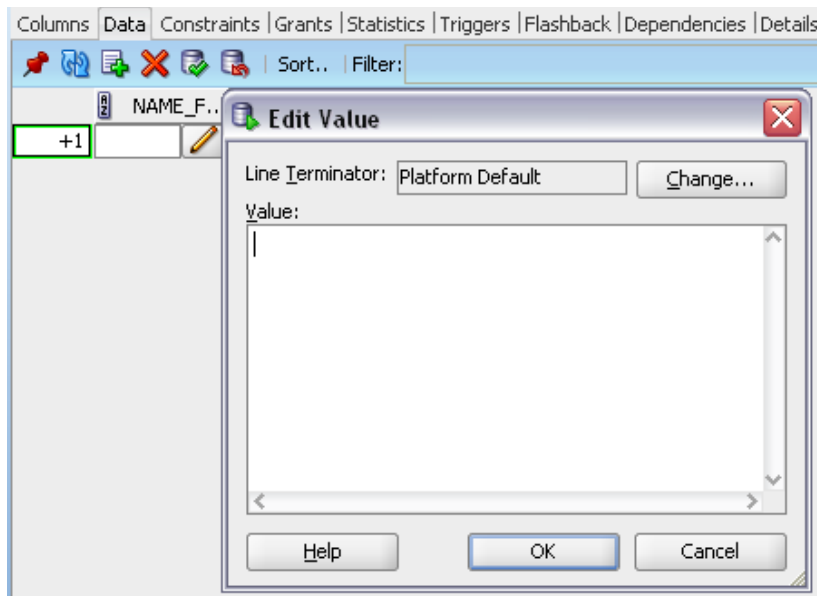 Columns Data Constraints |Grants |Statistics |Triggers |Flashback |Dependencies |Details
Sort.. Filter:
NAME_F...
+1
Edit Value
Line Terminator: Platform Default Change...
Value:
Help OK Cancel